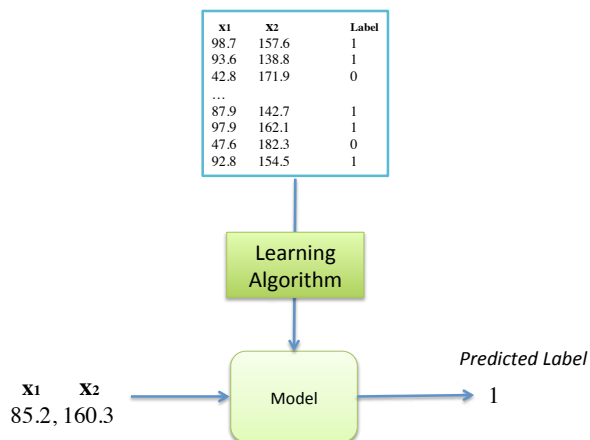 x1 x2 Label
98.7 157.6 1
93.6 138.8 1
42.8 171.9 0
…
87.9 142.7 1
97.9 162.1 1
47.6 182.3 0
92.8 154.5 1
Learning
Algorithm
Predicted Label
x1 x2
85.2, 160.3
Model
1